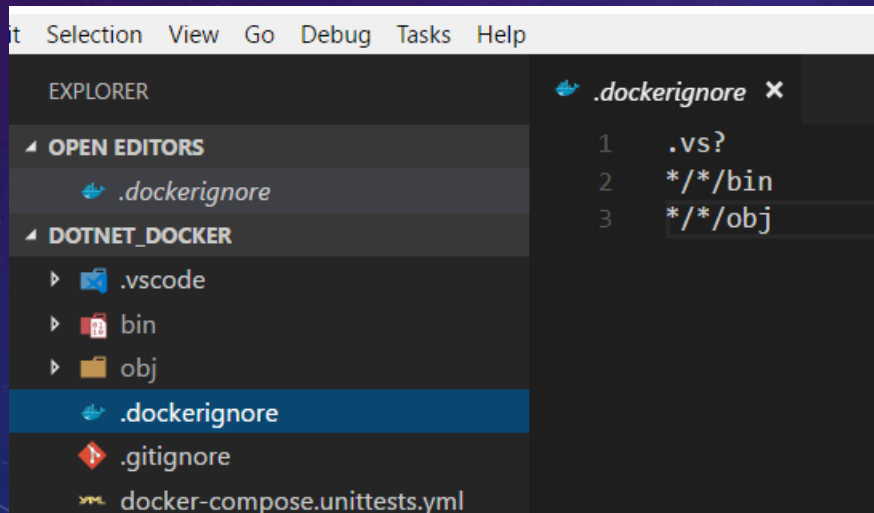 it Selection View Go Debug Tasks Help
EXPLORER
OPEN EDITORS
.dockerignore
DOTNET_DOCKER
.vscode
bin
obj
.dockerignore
.gitignore
docker-compose.unittests.yml
.dockerignore
1 .vs?
2 */*/bin
3 */*/obj